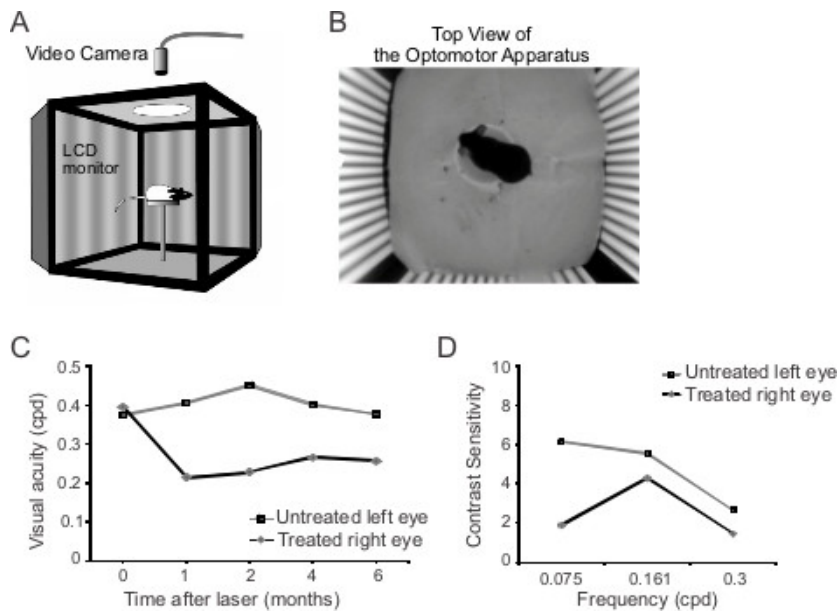 A
Video Camera
LCD
monitor
B
Top View of
the Optomotor Apparatus
C
Visual acuity (cpd)
0.5
0.4
0.3
0.2
0.1
0
Untreated left eye
Treated right eye
0 1 2 4 6
Time after laser (months)
D
Contrast Sensitivity
10
8
6
4
2
0
Untreated left eye
Treated right eye
0.075 0.161 0.3
Frequency (cpd)